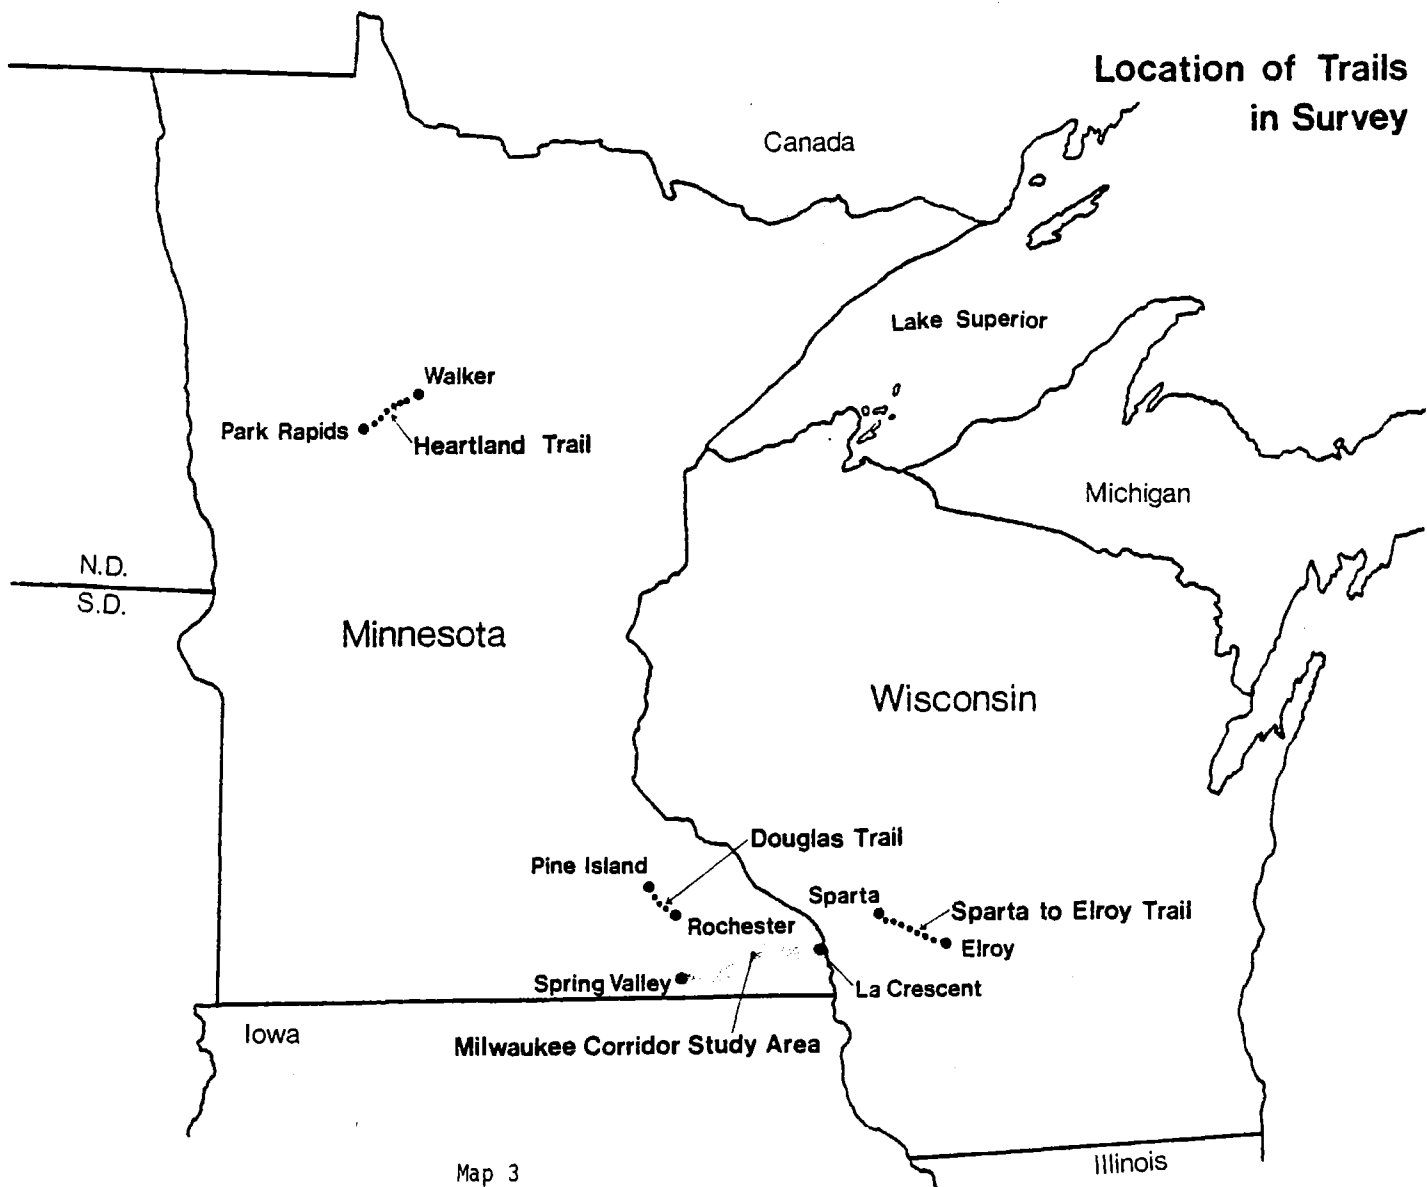 Location of Trails
in Survey
Canada
Lake Superior
Walker
Park Rapids
Heartland Trail
Michigan
N.D.
S.D.
Minnesota
Wisconsin
Douglas Trail
Pine Island
Sparta
Sparta to Elroy Trail
Rochester
Elroy
Spring Valley
La Crescent
Iowa
Milwaukee Corridor Study Area
Illinois
Map 3